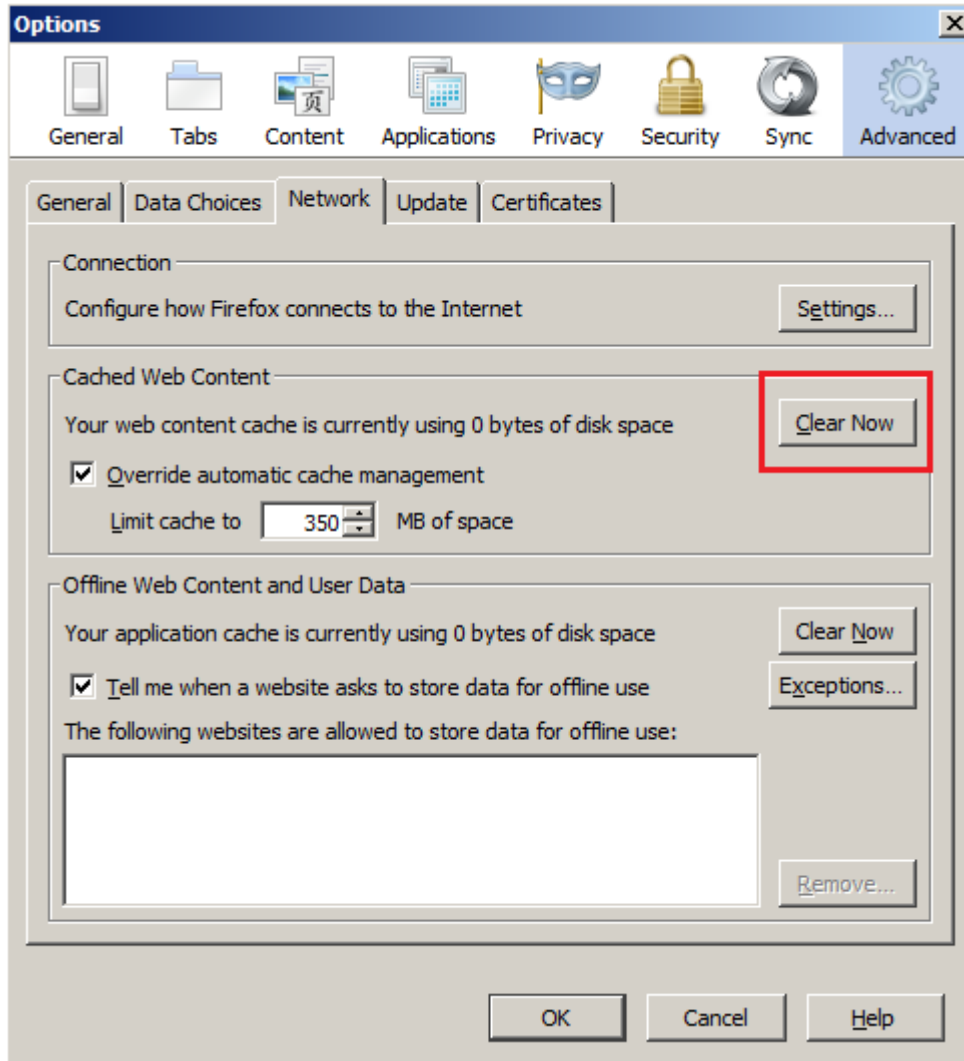 Options
General Tabs Content Applications Privacy Security Sync Advanced
页
General Data Choices Network Update Certificates
Connection
Configure how Firefox connects to the Internet Settings...
Cached Web Content
Your web content cache is currently using 0 bytes of disk space Clear Now
Override automatic cache management
Limit cache to 350 MB of space
Offline Web Content and User Data
Your application cache is currently using 0 bytes of disk space Clear Now
Tell me when a website asks to store data for offline use Exceptions...
The following websites are allowed to store data for offline use:
Remove...
OK Cancel Help